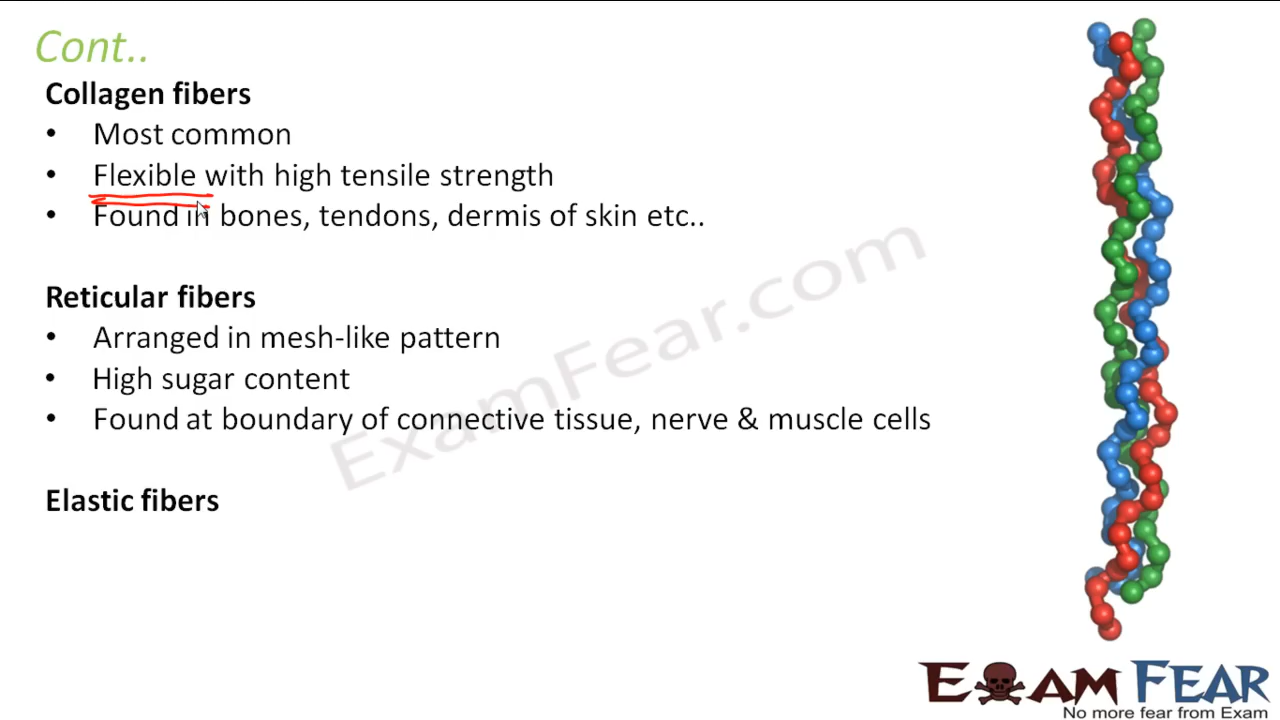 Cont..
Collagen fibers
• Most common
• Flexible with high tensile strength
• Found in bones, tendons, dermis of skin etc..
Reticular fibers
• Arranged in mesh-like pattern
• High sugar content
• Found at boundary of connective tissue, nerve & muscle cells
Elastic fibers
ExamFear.com
EXAM FEAR
No more fear from Exam